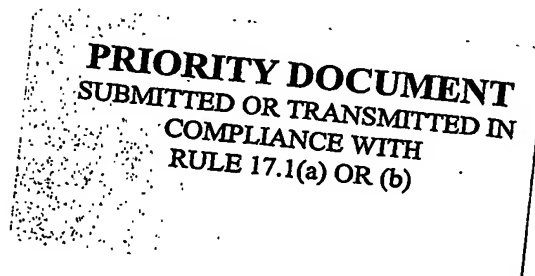 PRIORITY DOCUMENT
SUBMITTED OR TRANSMITTED IN
COMPLIANCE WITH
RULE 17.1(a) OR (b)